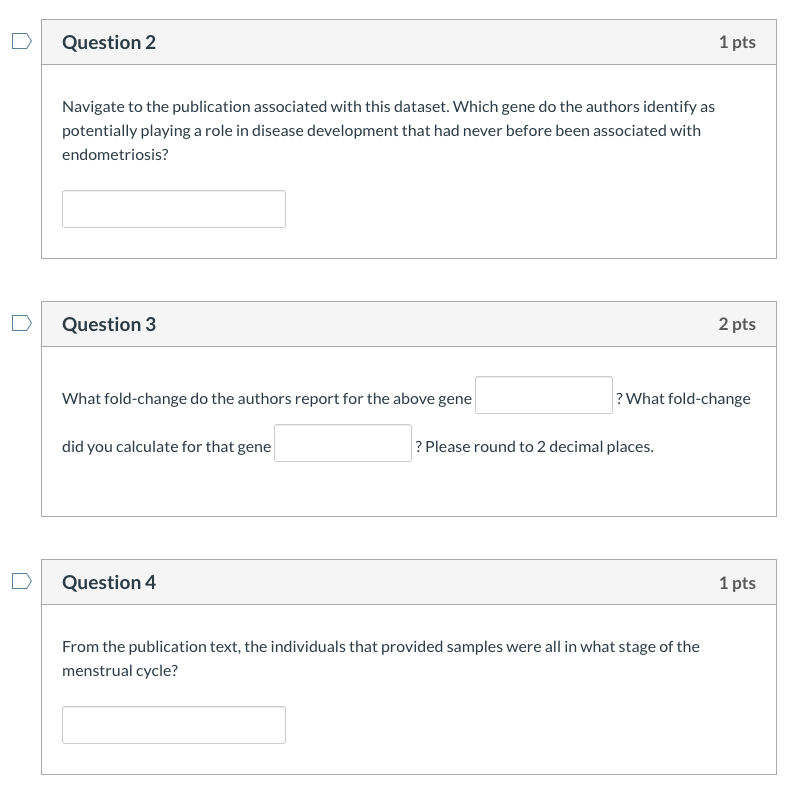 Question 2
1 pts
Navigate to the publication associated with this dataset. Which gene do the authors identify as
potentially playing a role in disease development that had never before been associated with
endometriosis?
Question 3
2 pts
What fold-change do the authors report for the above gene ? What fold-change
did you calculate for that gene ? Please round to 2 decimal places.
Question 4
1 pts
From the publication text, the individuals that provided samples were all in what stage of the
menstrual cycle?